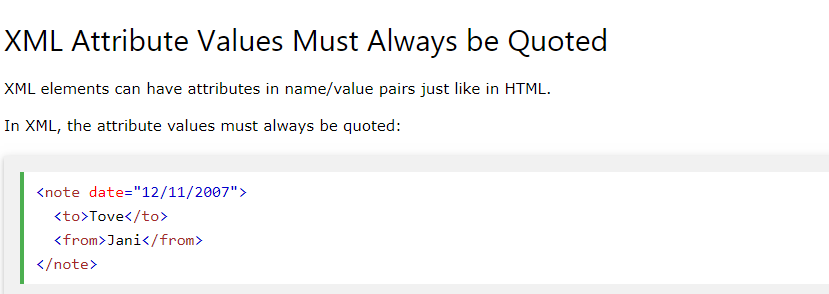 XML Attribute Values Must Always be Quoted
XML elements can have attributes in name/value pairs just like in HTML.
In XML, the attribute values must always be quoted:
<note date="12/11/2007">
  <to>Tove</to>
  <from>Jani</from>
</note>